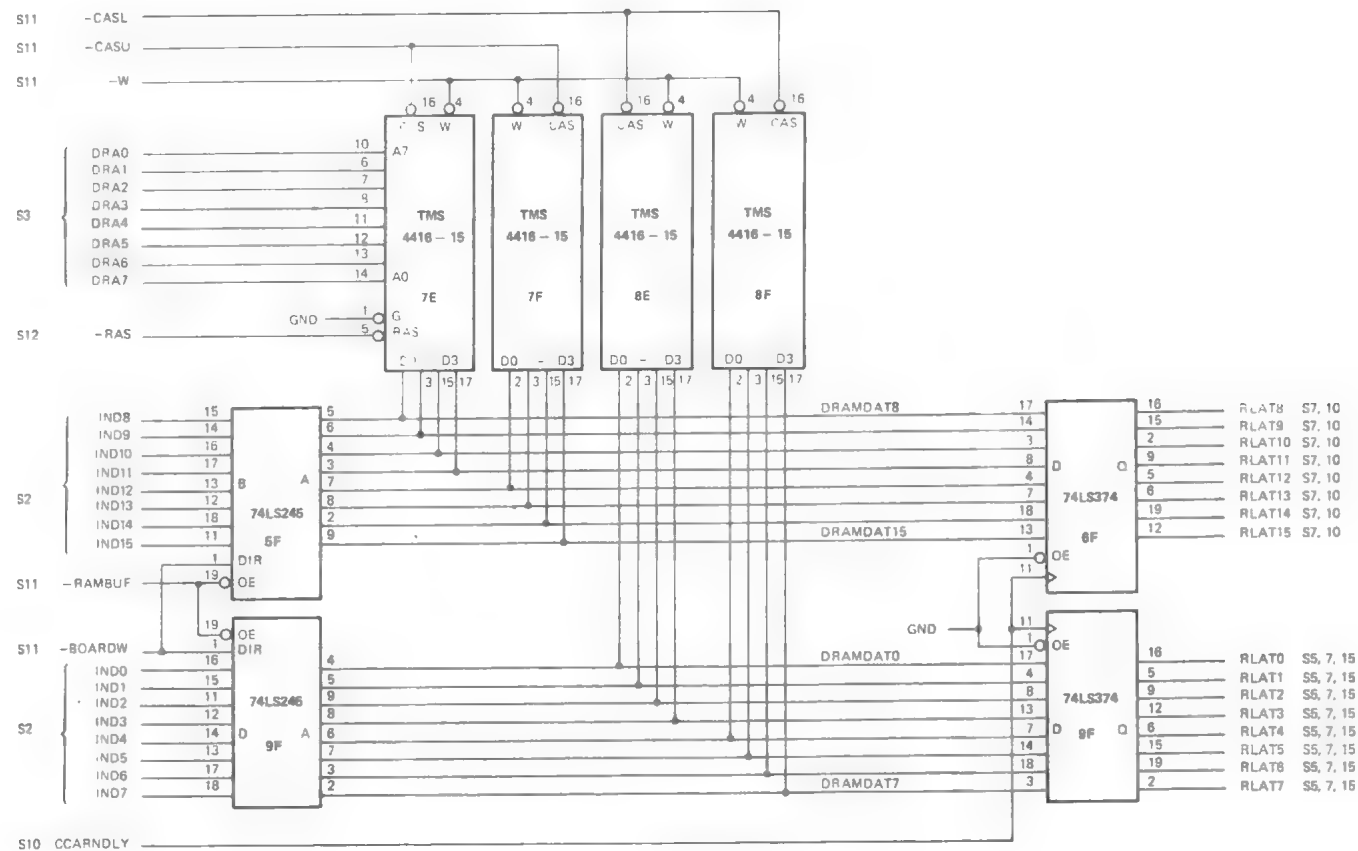 S11 -CASL
S11 -CASU
S11 -W
16 4 4 16 16 4 4 16
S W W CAS CAS W W CAS
DRA0 10 A7
DRA1 6
DRA2 7
DRA3 8
S3 DRA4 11
DRA5 12
DRA6 13
DRA7 14 A0
TMS 4416-15 7E
TMS 4416-15 7F
TMS 4416-15 8E
TMS 4416-15 8F
GND 1 G
S12 -RAS 5 RAS
D0 D3 D0 - D3 D0 - D3 D0 D3
3 15 17 2 3 15 17 2 3 15 17 2 3 15 17
IND8 15 5 DRAMDAT8 17 16 RLAT8 S7, 10
IND9 14 6 14 15 RLAT9 S7, 10
IND10 16 4 3 2 RLAT10 S7, 10
IND11 17 3 8 9 RLAT11 S7, 10
S2 IND12 13 B A 7 4 D Q 5 RLAT12 S7, 10
IND13 12 8 7 6 RLAT13 S7, 10
IND14 18 2 18 19 RLAT14 S7, 10
IND15 11 9 DRAMDAT15 13 12 RLAT15 S7, 10
74LS245 5F
74LS374 6F
1 DIR 1 OE
S11 -RAMBUF 19 OE 11
19 OE GND 11
S11 -BOARDW 1 DIR 1 OE
IND0 16 4 DRAMDAT0 17 16 RLAT0 S5, 7, 15
IND1 15 5 4 5 RLAT1 S5, 7, 15
IND2 11 9 8 9 RLAT2 S5, 7, 15
S2 IND3 12 8 13 12 RLAT3 S5, 7, 15
IND4 14 D A 6 7 D Q 6 RLAT4 S5, 7, 15
IND5 13 7 14 15 RLAT5 S5, 7, 15
IND6 17 3 18 19 RLAT6 S5, 7, 15
IND7 18 2 DRAMDAT7 3 2 RLAT7 S5, 7, 15
74LS245 9F
74LS374 9F
S10 CCARNDLY